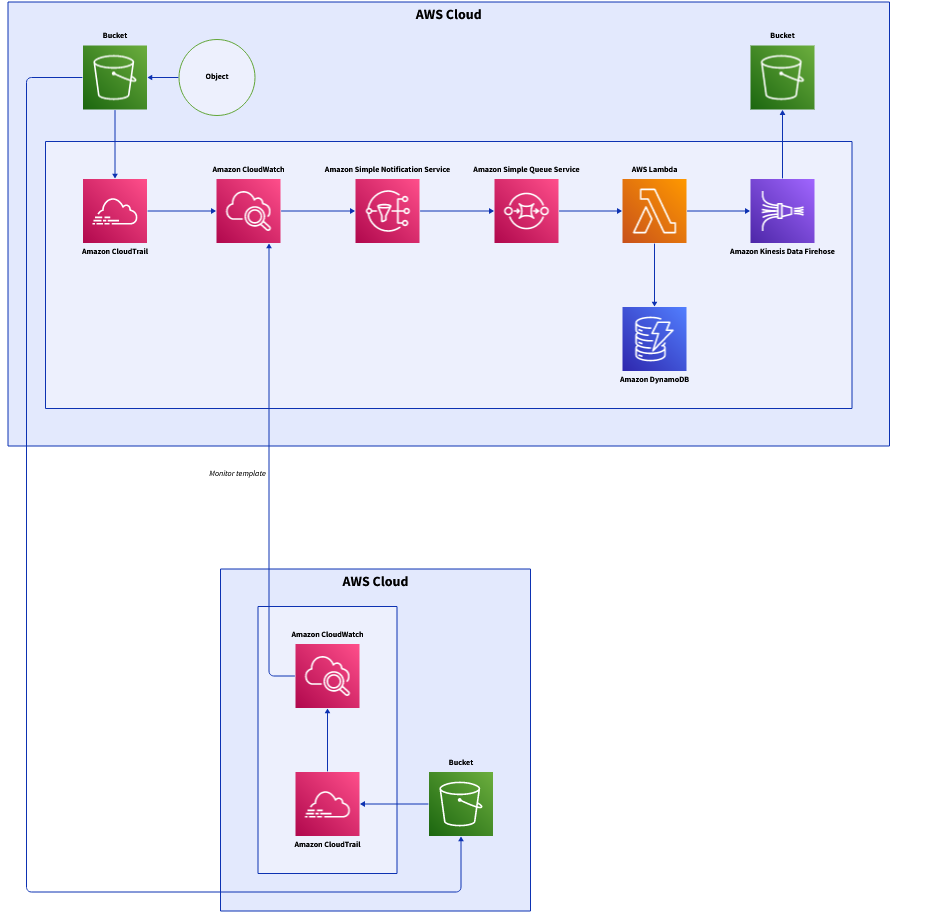 AWS Cloud
Bucket
Bucket
Object
Amazon CloudWatch
Amazon Simple Notification Service
Amazon Simple Queue Service
AWS Lambda
Amazon CloudTrail
Amazon Kinesis Data Firehose
Amazon DynamoDB
Monitor template
AWS Cloud
Amazon CloudWatch
Bucket
Amazon CloudTrail